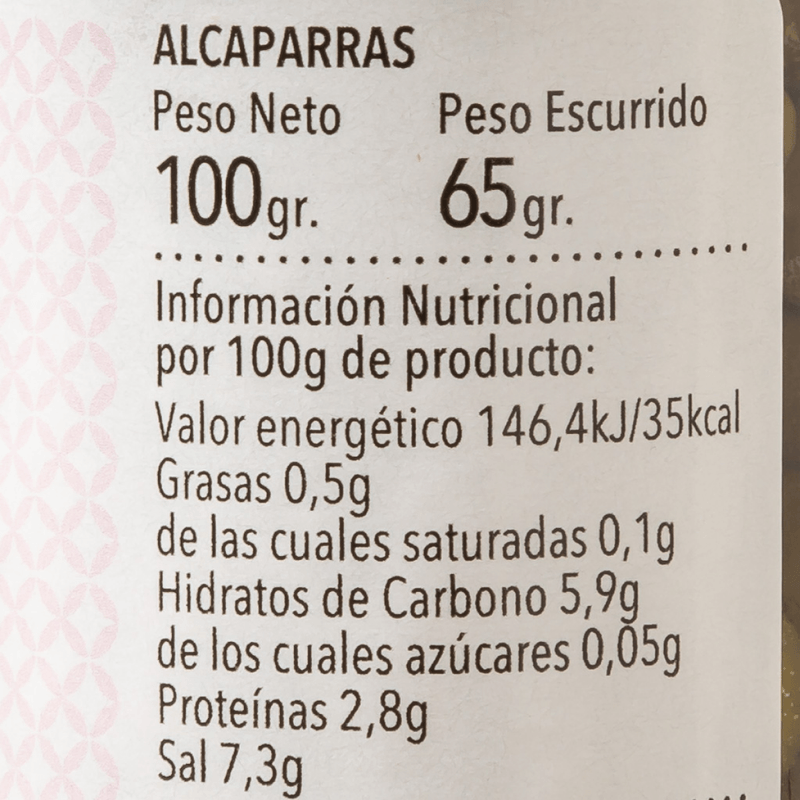 ALCAPARRAS
Peso Neto Peso Escurrido
100gr. 65gr.
Información Nutricional
por 100g de producto:
Valor energético 146,4kJ/35kcal
Grasas 0,5g
de las cuales saturadas 0,1g
Hidratos de Carbono 5,9g
de los cuales azúcares 0,05g
Proteínas 2,8g
Sal 7,3g